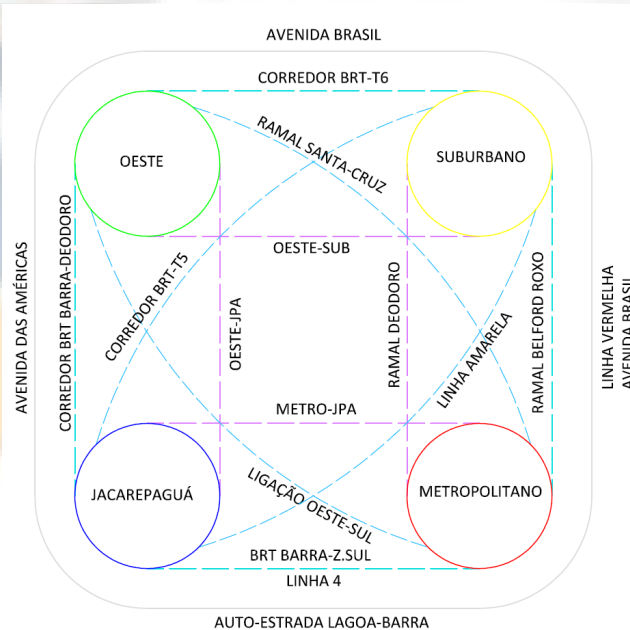 AVENIDA BRASIL
CORREDOR BRT-T6
RAMAL SANTA-CRUZ
OESTE
SUBURBANO
OESTE-SUB
AVENIDA DAS AMÉRICAS
CORREDOR BRT BARRA-DEODORO
CORREDOR BRT-T5
OESTE-JPA
RAMAL DEODORO
LINHA AMARELA
RAMAL BELFORD ROXO
LINHA VERMELHA
AVENIDA BRASIL
METRO-JPA
JACAREPAGUÁ
METROPOLITANO
LIGAÇÃO OESTE-SUL
BRT BARRA-Z.SUL
LINHA 4
AUTO-ESTRADA LAGOA-BARRA